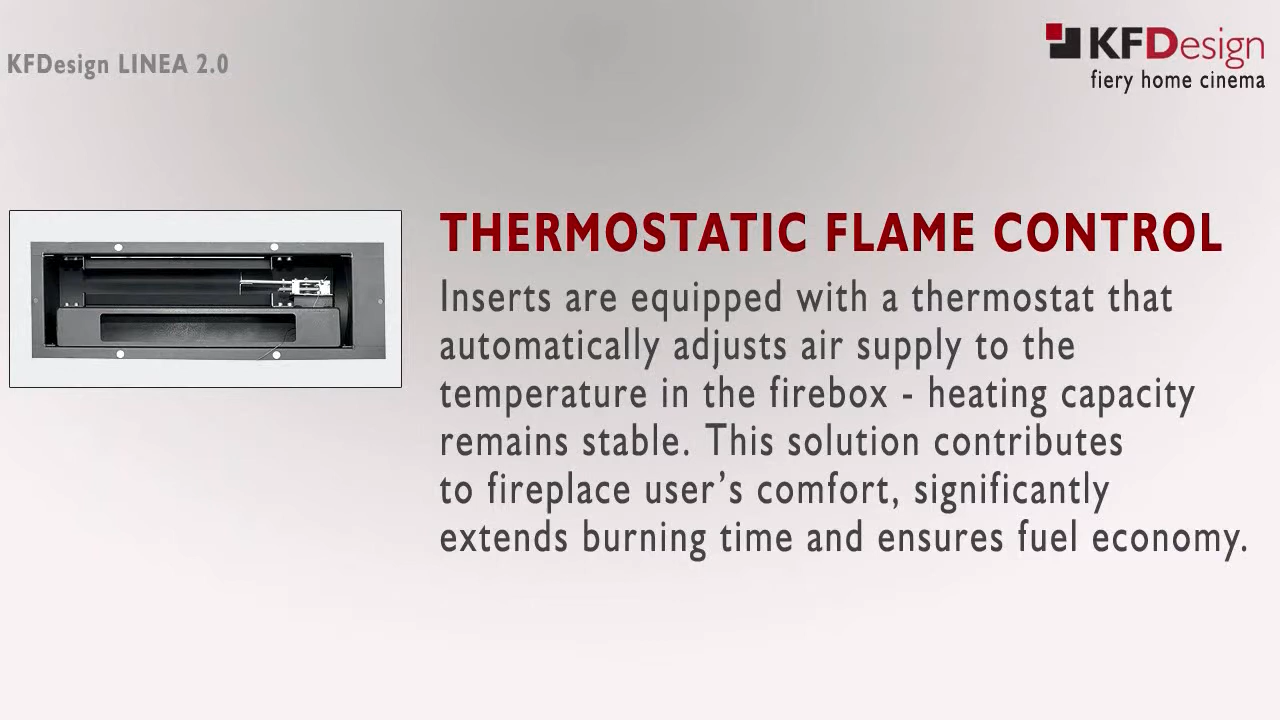 KFDesign LINEA 2.0
KFDesign
fiery home cinema
THERMOSTATIC FLAME CONTROL
Inserts are equipped with a thermostat that
automatically adjusts air supply to the
temperature in the firebox - heating capacity
remains stable. This solution contributes
to fireplace user’s comfort, significantly
extends burning time and ensures fuel economy.